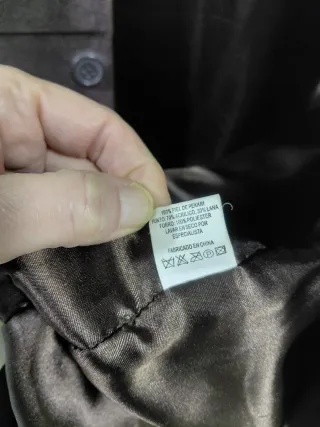 100% PIEL DE PEKARI
PUNTO: 70% ACRILICO, 30% LANA
FORRO: 100% POLIESTER
LAVAR EN SECO POR
ESPECIALISTA
FABRICADO EN CHINA